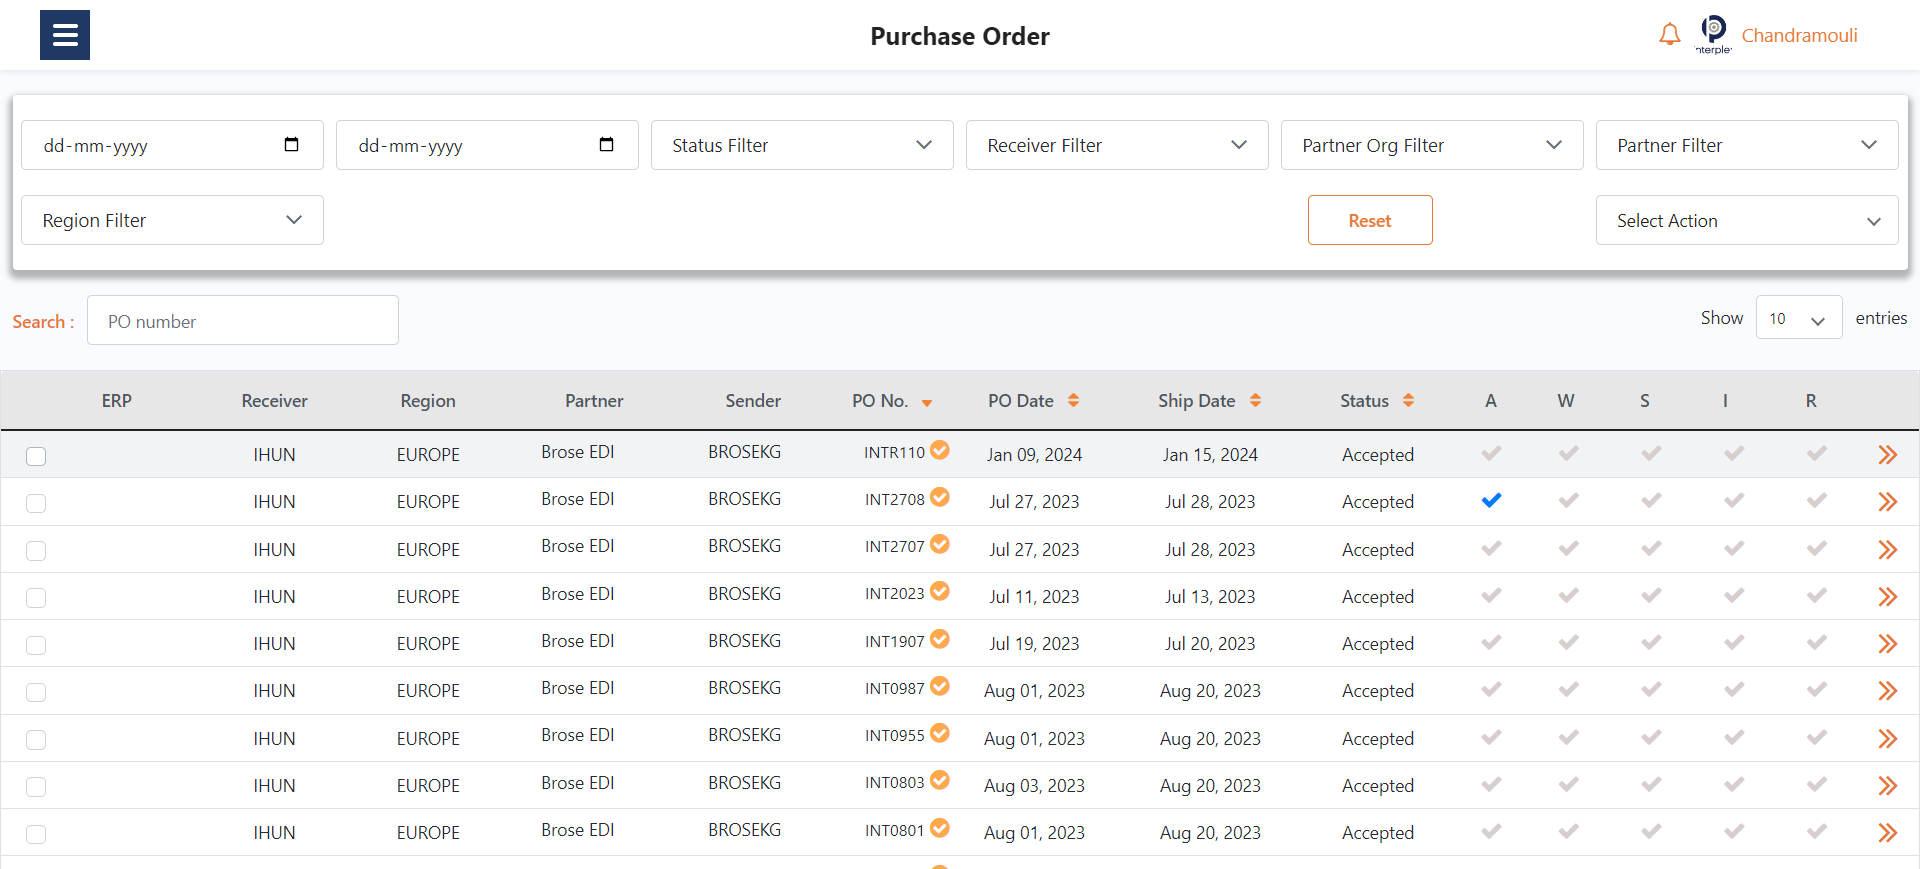 Purchase Order
Chandramouli
dd-mm-yyyy dd-mm-yyyy Status Filter Receiver Filter Partner Org Filter Partner Filter
Region Filter Reset Select Action
Search : PO number Show 10 entries
ERP Receiver Region Partner Sender PO No. PO Date Ship Date Status A W S I R
IHUN EUROPE Brose EDI BROSEKG INTR110 Jan 09, 2024 Jan 15, 2024 Accepted
IHUN EUROPE Brose EDI BROSEKG INT2708 Jul 27, 2023 Jul 28, 2023 Accepted
IHUN EUROPE Brose EDI BROSEKG INT2707 Jul 27, 2023 Jul 28, 2023 Accepted
IHUN EUROPE Brose EDI BROSEKG INT2023 Jul 11, 2023 Jul 13, 2023 Accepted
IHUN EUROPE Brose EDI BROSEKG INT1907 Jul 19, 2023 Jul 20, 2023 Accepted
IHUN EUROPE Brose EDI BROSEKG INT0987 Aug 01, 2023 Aug 20, 2023 Accepted
IHUN EUROPE Brose EDI BROSEKG INT0955 Aug 01, 2023 Aug 20, 2023 Accepted
IHUN EUROPE Brose EDI BROSEKG INT0803 Aug 03, 2023 Aug 20, 2023 Accepted
IHUN EUROPE Brose EDI BROSEKG INT0801 Aug 01, 2023 Aug 20, 2023 Accepted